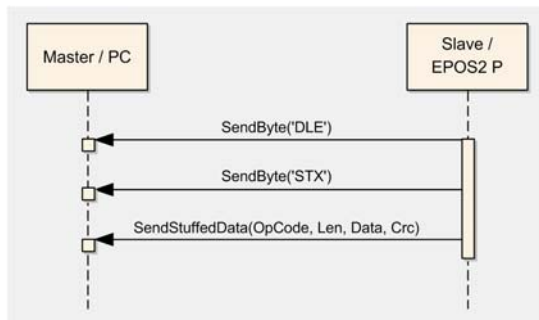 Master / PC
Slave /
EPOS2 P
SendByte('DLE')
SendByte('STX')
SendStuffedData(OpCode, Len, Data, Crc)